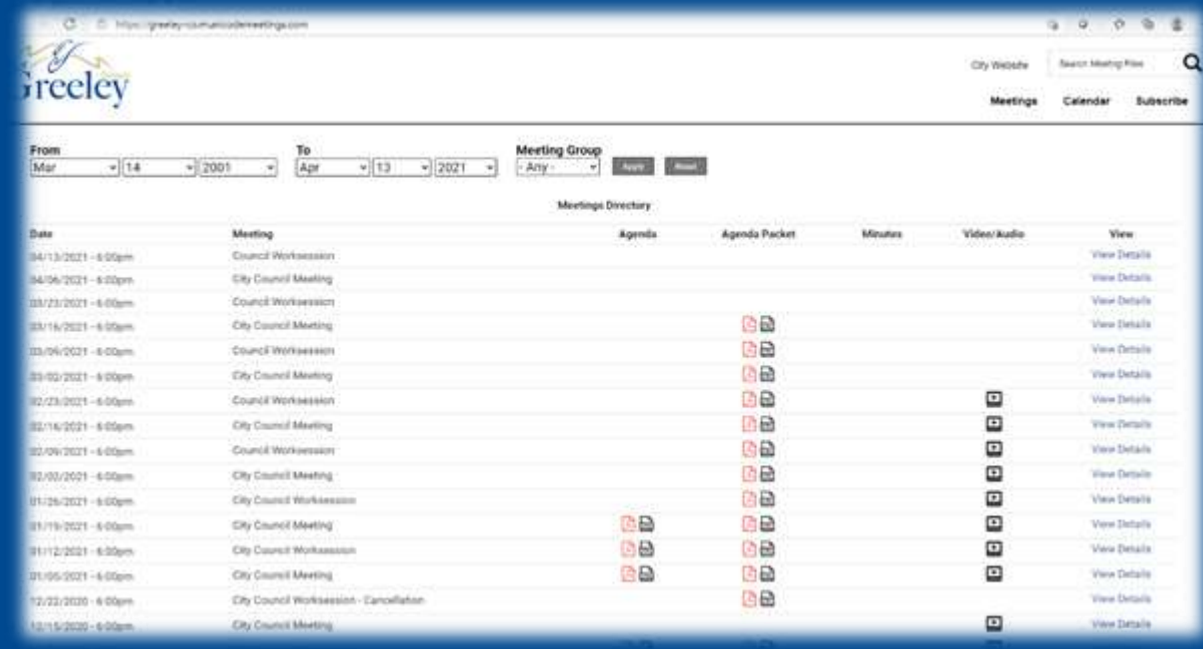 Greeley
City Website
Search Meeting Files
Meetings Calendar Subscribe
From To Meeting Group
Mar 14 2001 Apr 13 2021 - Any - Apply Reset
Meetings Directory
Date Meeting Agenda Agenda Packet Minutes Video/Audio View
04/13/2021 - 6:00pm Council Worksession View Details
04/06/2021 - 6:00pm City Council Meeting View Details
03/23/2021 - 6:00pm Council Worksession View Details
03/16/2021 - 6:00pm City Council Meeting View Details
03/09/2021 - 6:00pm Council Worksession View Details
03/02/2021 - 6:00pm City Council Meeting View Details
02/23/2021 - 6:00pm Council Worksession View Details
02/16/2021 - 6:00pm City Council Meeting View Details
02/09/2021 - 6:00pm Council Worksession View Details
02/02/2021 - 6:00pm City Council Meeting View Details
01/26/2021 - 6:00pm City Council Worksession View Details
01/19/2021 - 6:00pm City Council Meeting View Details
01/12/2021 - 6:00pm City Council Worksession View Details
01/05/2021 - 6:00pm City Council Meeting View Details
12/22/2020 - 6:00pm City Council Worksession - Cancellation View Details
12/15/2020 - 6:00pm City Council Meeting View Details